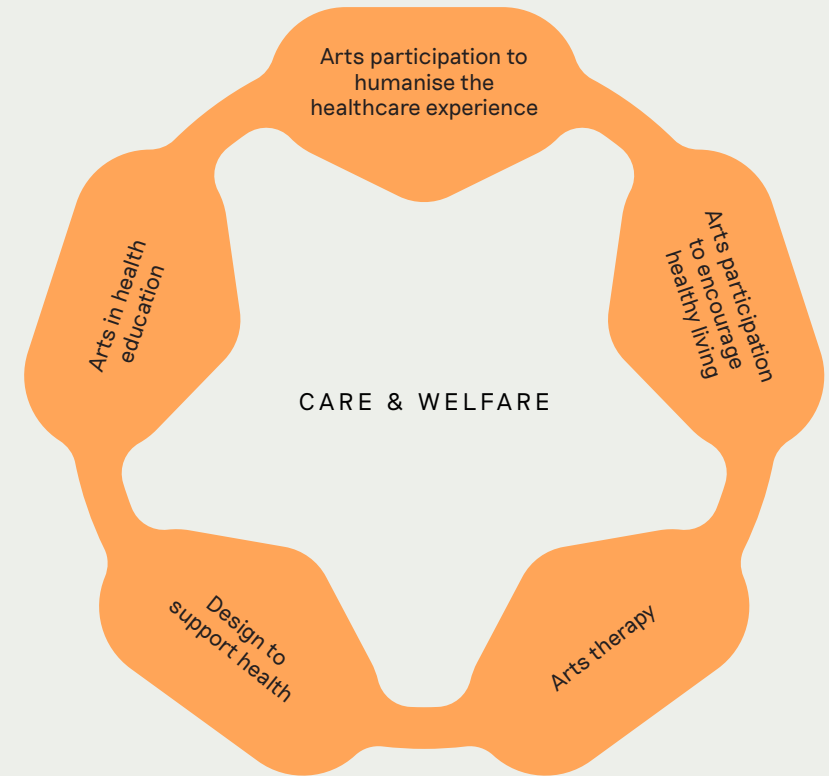 Arts participation to
humanise the
healthcare experience
Arts participation
to encourage
healthy living
Arts in health
education
CARE & WELFARE
Design to
support health
Arts therapy